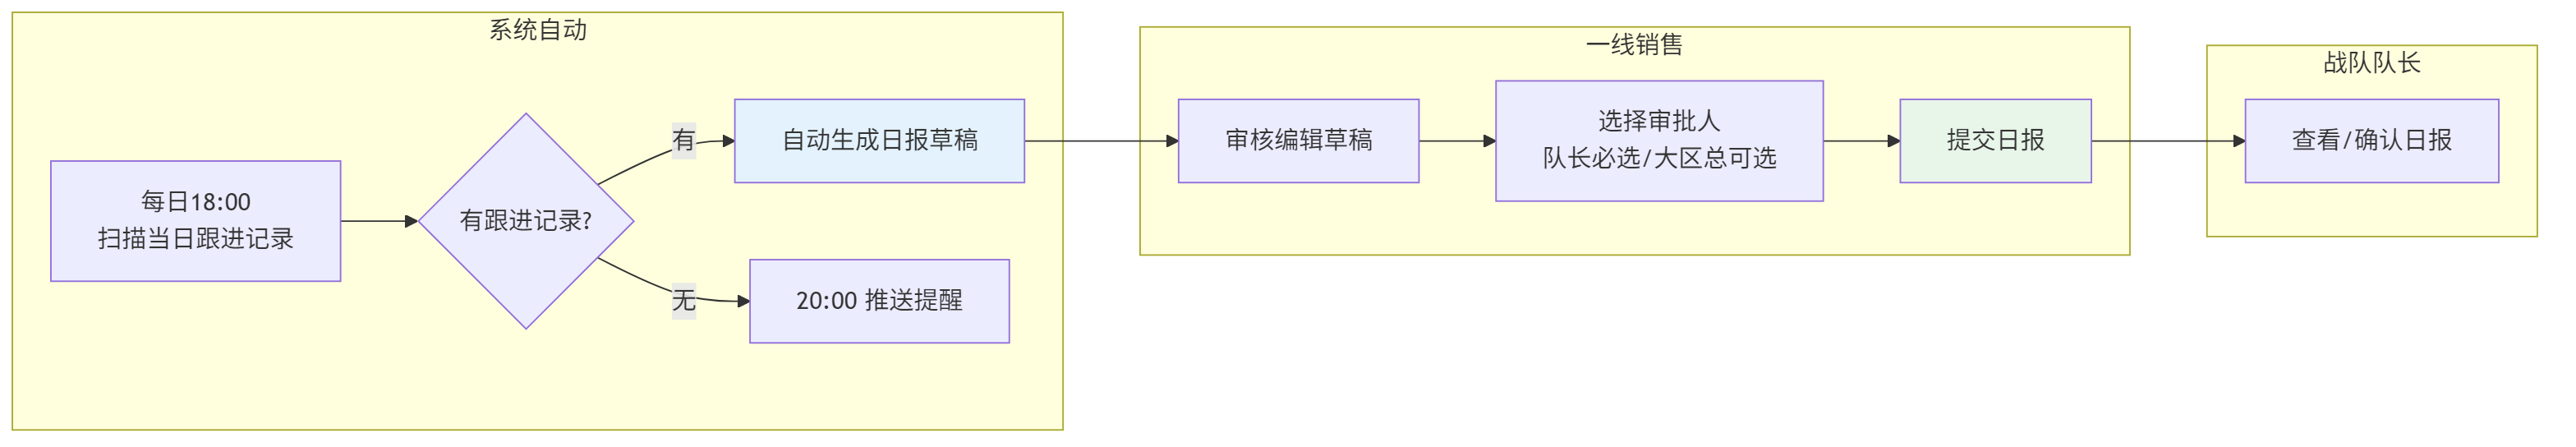 系统自动
每日18:00
扫描当日跟进记录
有跟进记录?
有
自动生成日报草稿
无
20:00 推送提醒
一线销售
审核编辑草稿
选择审批人
队长必选/大区总可选
提交日报
战队队长
查看/确认日报